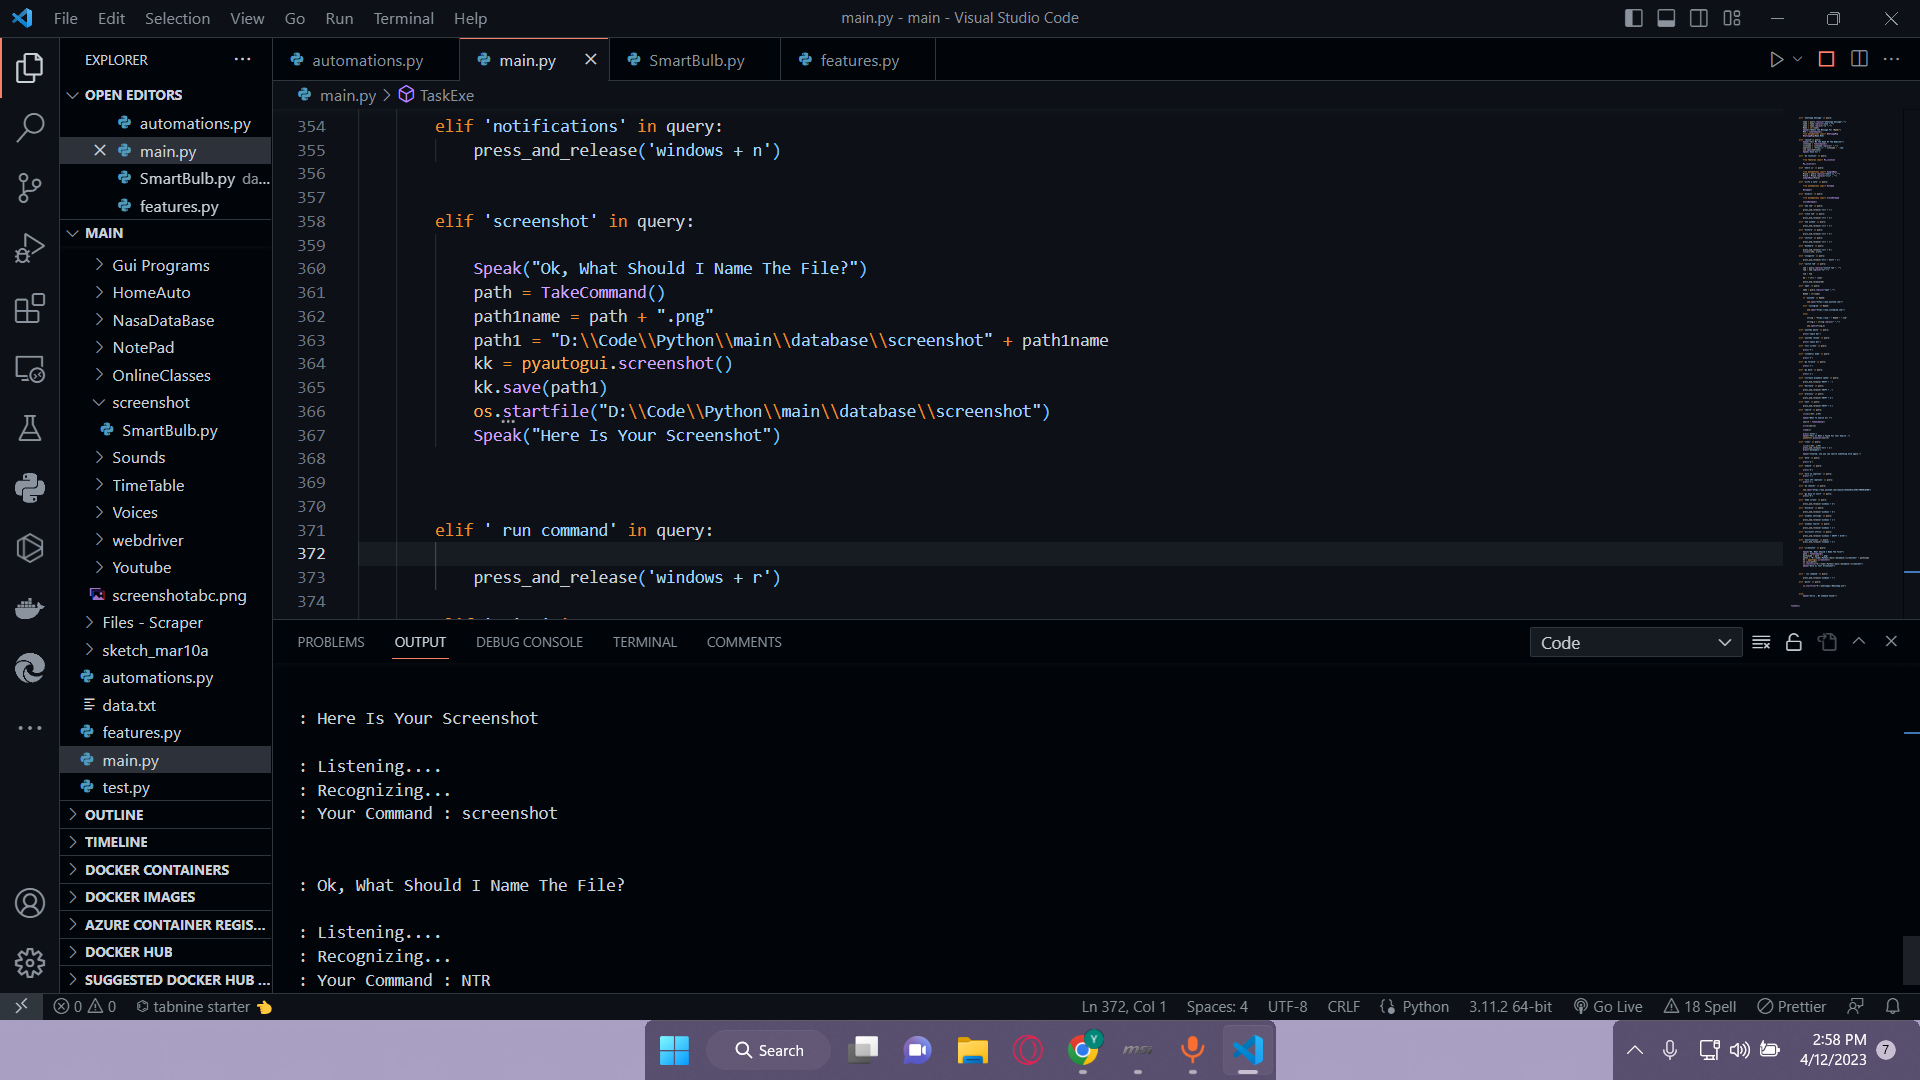 File Edit Selection View Go Run Terminal Help
main.py - main - Visual Studio Code
EXPLORER
OPEN EDITORS
automations.py
main.py
SmartBulb.py da...
features.py
MAIN
Gui Programs
HomeAuto
NasaDataBase
NotePad
OnlineClasses
screenshot
SmartBulb.py
Sounds
TimeTable
Voices
webdriver
Youtube
screenshotabc.png
Files - Scraper
sketch_mar10a
automations.py
data.txt
features.py
main.py
test.py
OUTLINE
TIMELINE
DOCKER CONTAINERS
DOCKER IMAGES
AZURE CONTAINER REGIS...
DOCKER HUB
SUGGESTED DOCKER HUB ...
automations.py main.py SmartBulb.py features.py
main.py > TaskExe
354 elif 'notifications' in query:
355 press_and_release('windows + n')
356
357
358 elif 'screenshot' in query:
359
360 Speak("Ok, What Should I Name The File?")
361 path = TakeCommand()
362 path1name = path + ".png"
363 path1 = "D:\\Code\\Python\\main\\database\\screenshot" + path1name
364 kk = pyautogui.screenshot()
365 kk.save(path1)
366 os.startfile("D:\\Code\\Python\\main\\database\\screenshot")
367 Speak("Here Is Your Screenshot")
368
369
370
371 elif ' run command' in query:
372
373 press_and_release('windows + r')
374
PROBLEMS OUTPUT DEBUG CONSOLE TERMINAL COMMENTS
Code
: Here Is Your Screenshot
: Listening....
: Recognizing...
: Your Command : screenshot
: Ok, What Should I Name The File?
: Listening....
: Recognizing...
: Your Command : NTR
0 0 tabnine starter
Ln 372, Col 1 Spaces: 4 UTF-8 CRLF Python 3.11.2 64-bit Go Live 18 Spell Prettier
Search
msi
Y
2:58 PM
4/12/2023
7